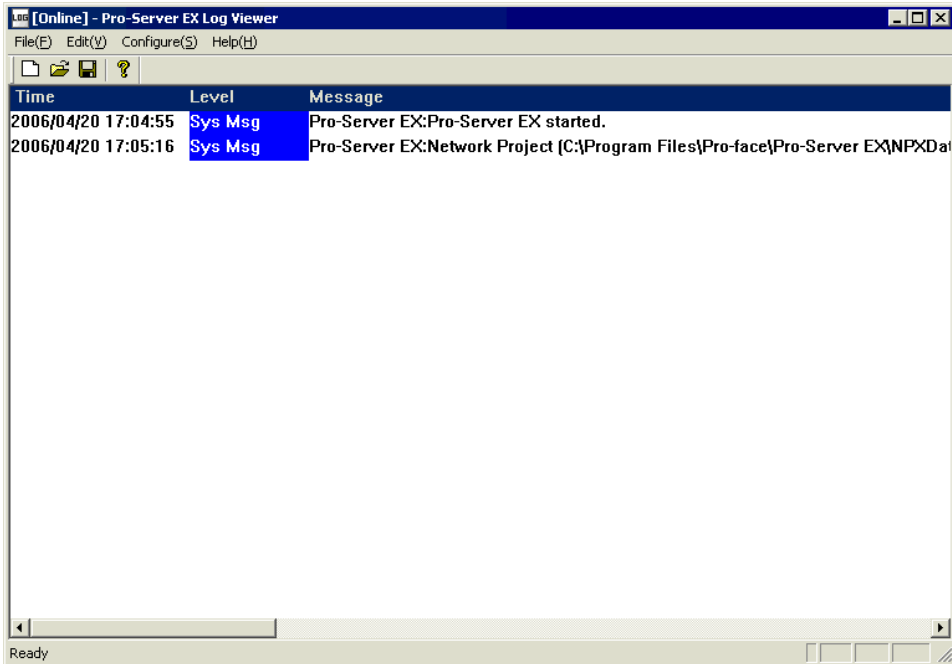 LOG [Online] - Pro-Server EX Log Viewer
File(F) Edit(V) Configure(S) Help(H)
Time Level Message
2006/04/20 17:04:55 Sys Msg Pro-Server EX:Pro-Server EX started.
2006/04/20 17:05:16 Sys Msg Pro-Server EX:Network Project (C:\Program Files\Pro-face\Pro-Server EX\NPXDat
Ready